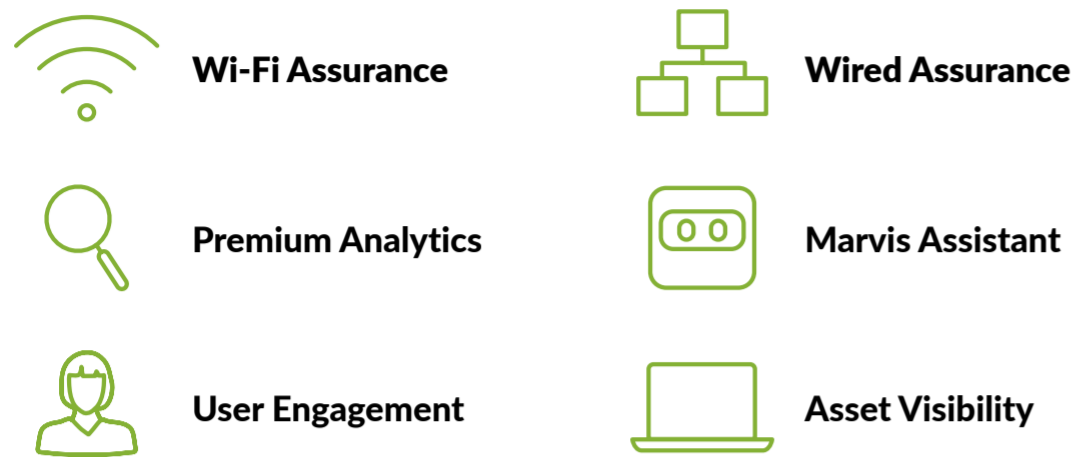 Wi-Fi Assurance
Wired Assurance
Premium Analytics
Marvis Assistant
User Engagement
Asset Visibility